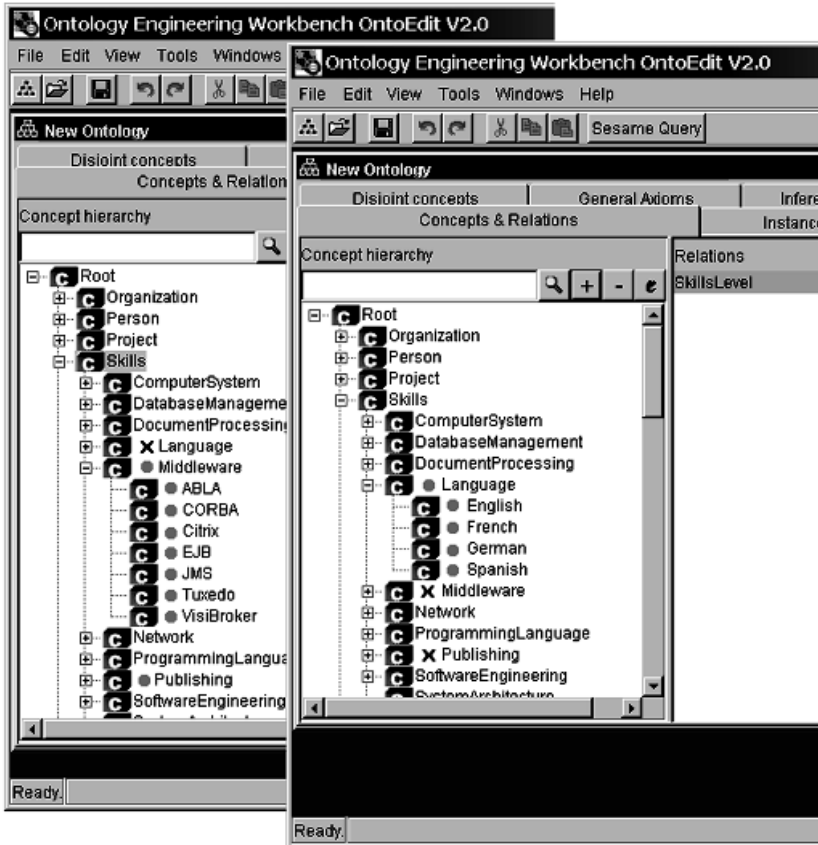 Ontology Engineering Workbench OntoEdit V2.0
File Edit View Tools Windows
New Ontology
Disjoint concepts
Concepts & Relation
Concept hierarchy
Root
Organization
Person
Project
Skills
ComputerSystem
DatabaseManageme
DocumentProcessing
Language
Middleware
ABLA
CORBA
Citrix
EJB
JMS
Tuxedo
VisiBroker
Network
ProgrammingLangua
Publishing
SoftwareEngineering
Ready.
Ontology Engineering Workbench OntoEdit V2.0
File Edit View Tools Windows Help
Sesame Query
New Ontology
Disjoint concepts General Axioms Infere
Concepts & Relations Instance
Concept hierarchy
Relations
SkillsLevel
Root
Organization
Person
Project
Skills
ComputerSystem
DatabaseManagement
DocumentProcessing
Language
English
French
German
Spanish
Middleware
Network
ProgrammingLanguage
Publishing
SoftwareEngineering
SystemArchitecture
Ready.